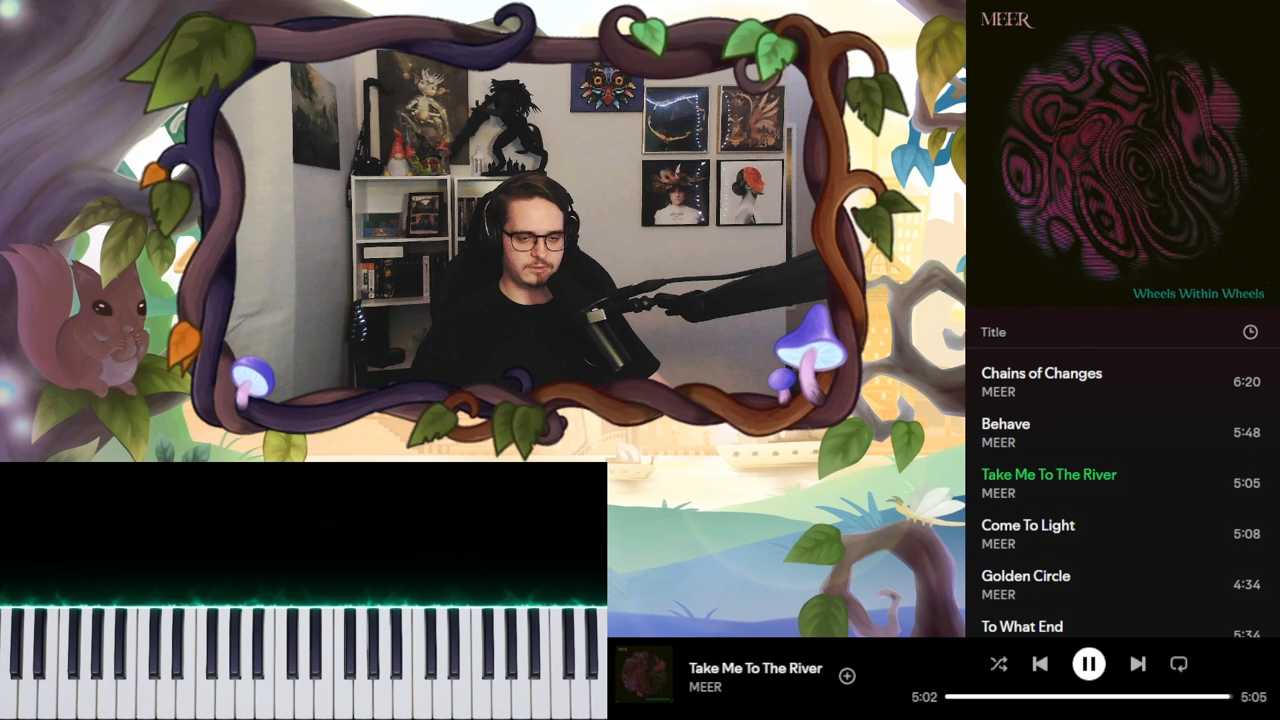 MEER
Wheels Within Wheels
Title
Chains of Changes
MEER
6:20
Behave
MEER
5:48
Take Me To The River
MEER
5:05
Come To Light
MEER
5:08
Golden Circle
MEER
4:34
To What End
5:34
Take Me To The River
MEER
5:02
5:05